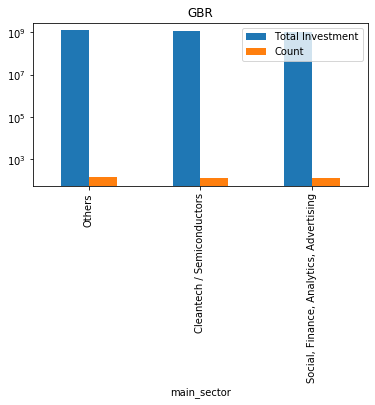 GBR
10⁹
10⁷
10⁵
10³
Total Investment
Count
Others
Cleantech / Semiconductors
Social, Finance, Analytics, Advertising
main_sector